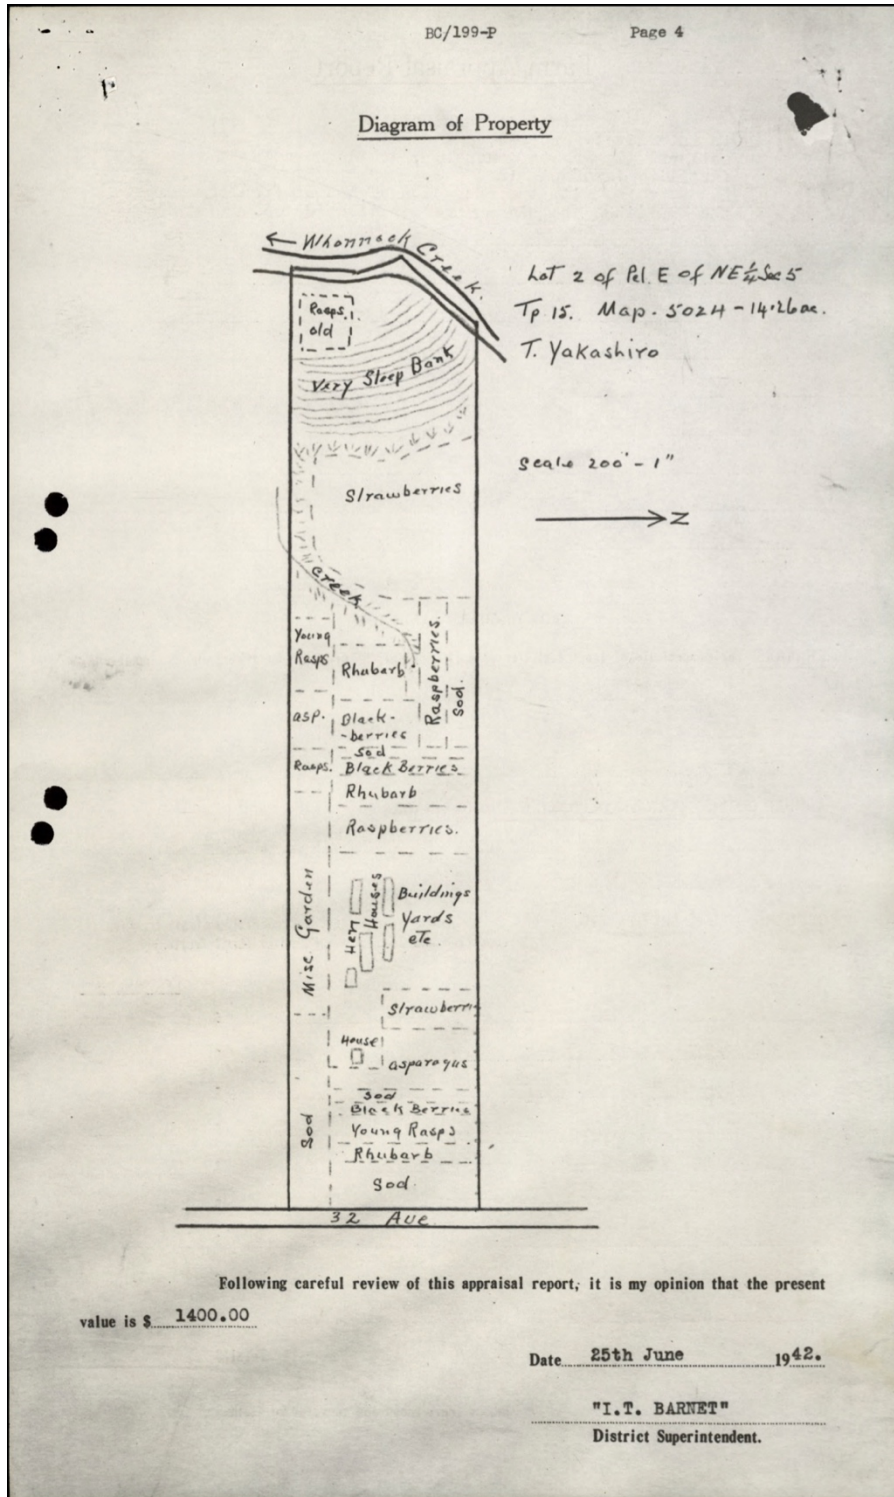 BC/199-P Page 4
Diagram of Property
← Whonnock Creek.
Lot 2 of Pcl. E of NE ¼ Sec 5
Tp 15. Map. 5024 - 14.26 ac.
T. Yakashiro
Rasps.
old
Very Steep Bank
Scale 200' - 1"
Strawberries
Z
Creek
Young
Rasps
Rhubarb
Raspberries.
Sod.
asp.
Black-
-berries
Sod
Rasps.
Black Berries
Rhubarb
Raspberries.
Misc Garden
Hen Houses
Buildings
Yards
etc.
Strawberri
House
asparagus
Sod
Sod
Black Berries
Young Rasps
Rhubarb
Sod.
32 Ave
Following careful review of this appraisal report, it is my opinion that the present
value is $ 1400.00
Date 25th June 1942.
"I.T. BARNET"
District Superintendent.